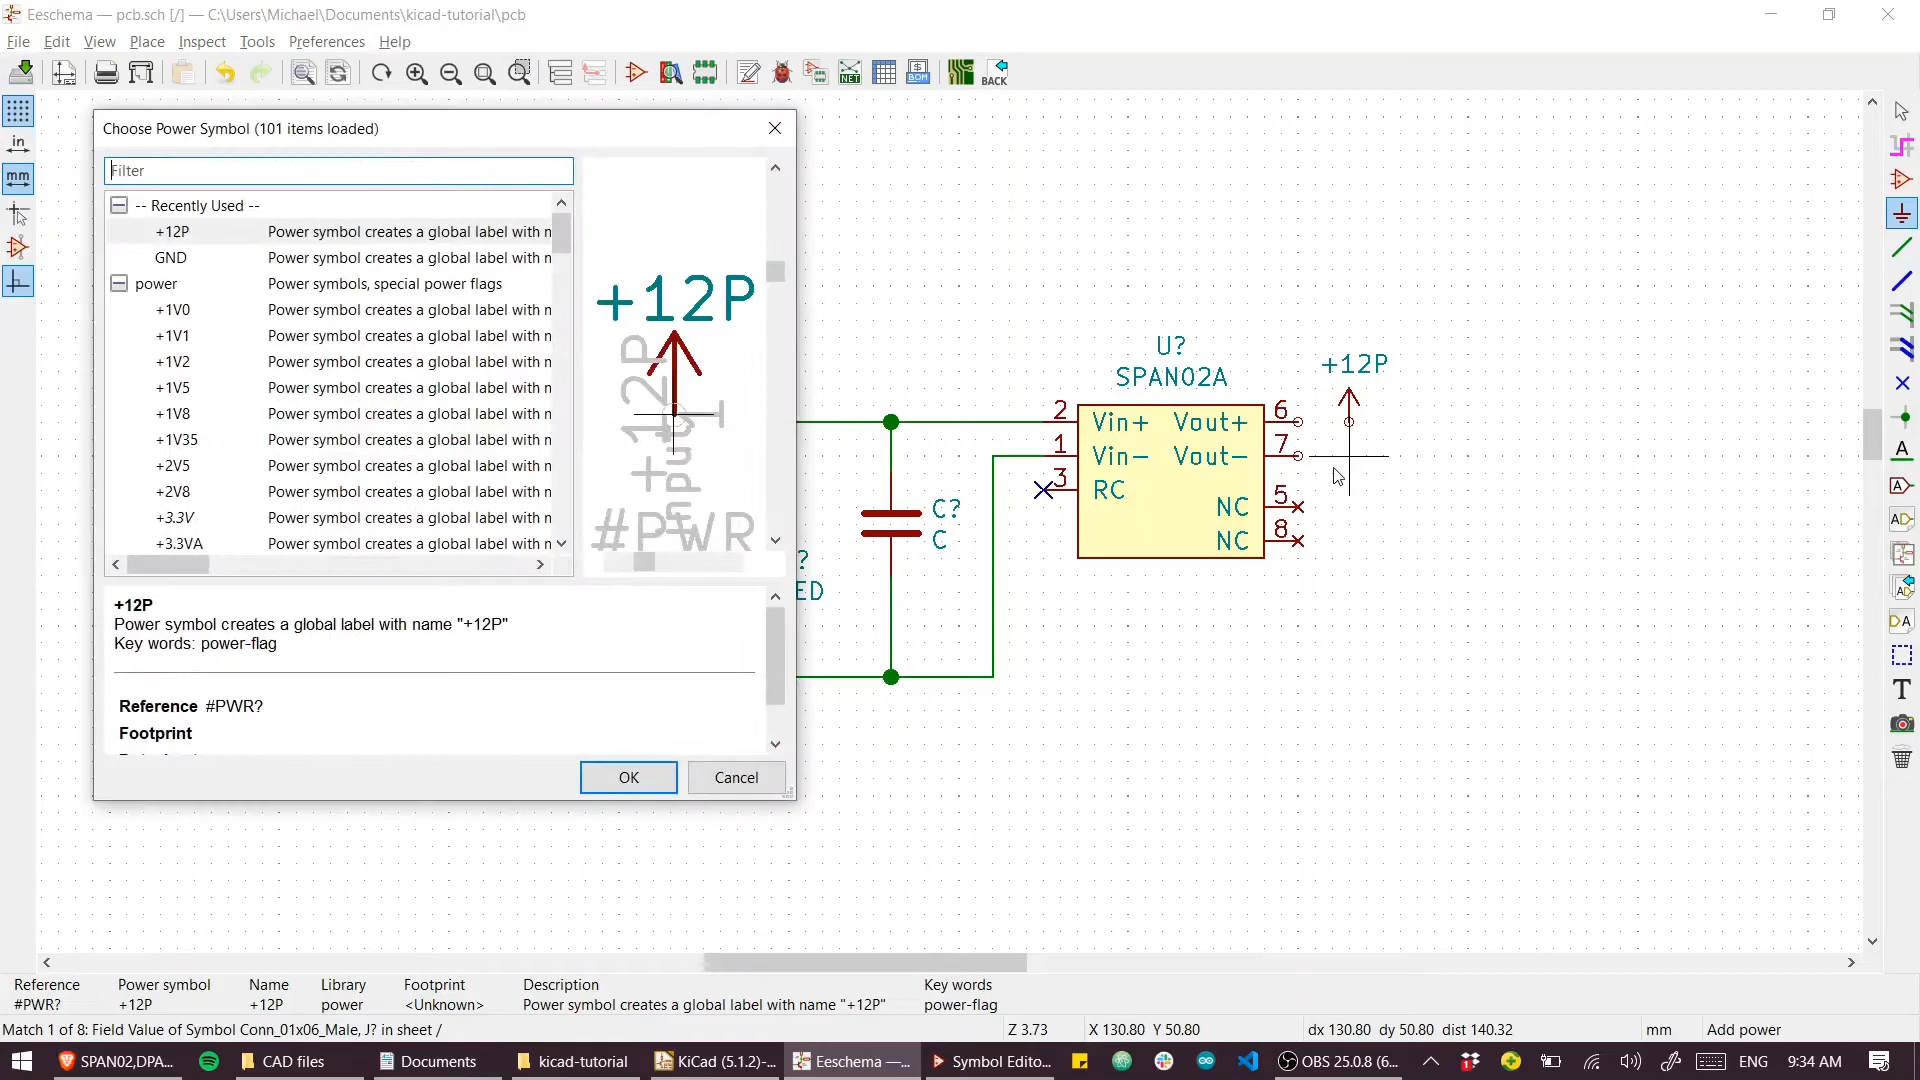 Eeschema — pcb.sch [/] — C:\Users\Michael\Documents\kicad-tutorial\pcb
File Edit View Place Inspect Tools Preferences Help
NET
BOM
BACK
in
mm
Choose Power Symbol (101 items loaded)
Filter
-- Recently Used --
+12P Power symbol creates a global label with n
GND Power symbol creates a global label with n
power Power symbols, special power flags
+1V0 Power symbol creates a global label with n
+1V1 Power symbol creates a global label with n
+1V2 Power symbol creates a global label with n
+1V5 Power symbol creates a global label with n
+1V8 Power symbol creates a global label with n
+1V35 Power symbol creates a global label with n
+2V5 Power symbol creates a global label with n
+2V8 Power symbol creates a global label with n
+3.3V Power symbol creates a global label with n
+3.3VA Power symbol creates a global label with n
+12P
+12P
Input
1
#PWR
+12P
Power symbol creates a global label with name "+12P"
Key words: power-flag
Reference #PWR?
Footprint
OK Cancel
?
ED
C?
C
U?
SPAN02A
+12P
2 Vin+ Vout+ 6
1 Vin- Vout- 7
3 RC
NC 5
NC 8
A
A
AD
AD
DA
T
Reference Power symbol Name Library Footprint Description Key words
#PWR? +12P +12P power <Unknown> Power symbol creates a global label with name "+12P" power-flag
Match 1 of 8: Field Value of Symbol Conn_01x06_Male, J? in sheet / Z 3.73 X 130.80 Y 50.80 dx 130.80 dy 50.80 dist 140.32 mm Add power
SPAN02,DPA... CAD files Documents kicad-tutorial KiCad (5.1.2)-... Eeschema —... Symbol Edito... OBS 25.0.8 (6... ENG 9:34 AM